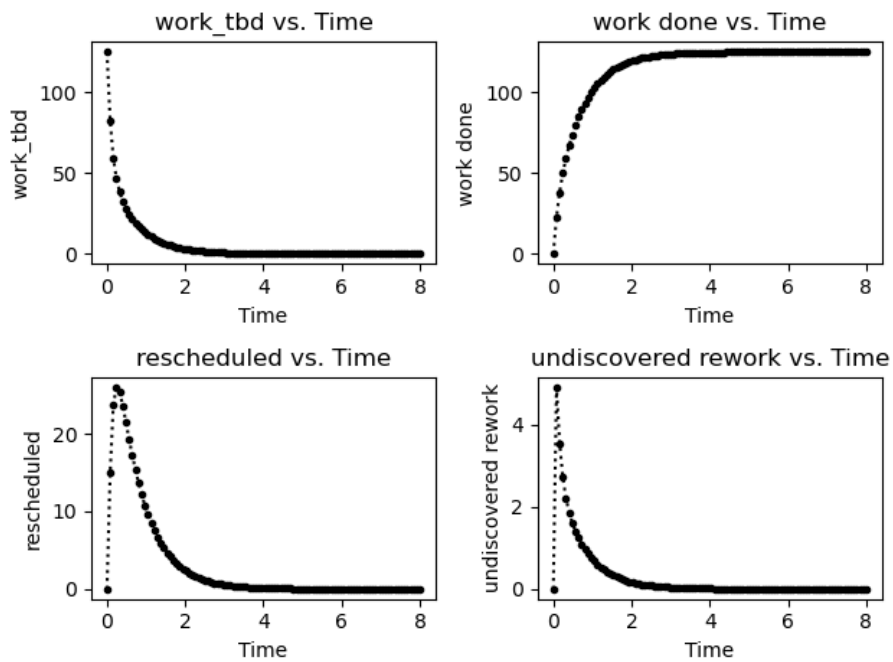 work_tbd vs. Time
work_tbd
100
50
0
0 2 4 6 8
Time
work done vs. Time
work done
100
50
0
0 2 4 6 8
Time
rescheduled vs. Time
rescheduled
20
10
0
0 2 4 6 8
Time
undiscovered rework vs. Time
undiscovered rework
4
2
0
0 2 4 6 8
Time